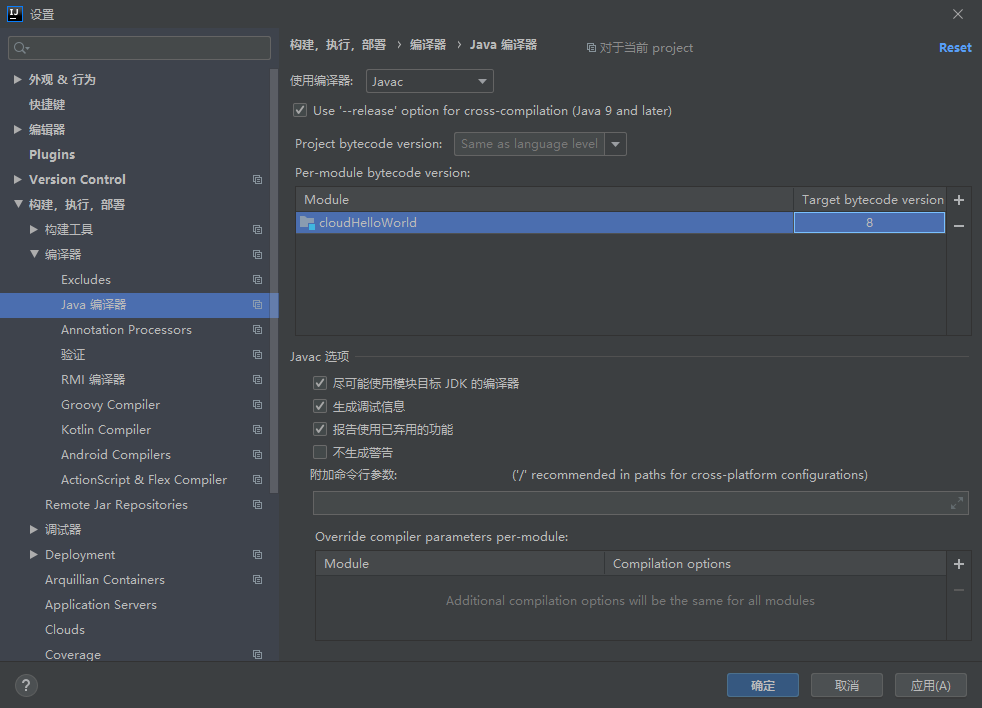 设置
外观 & 行为
快捷键
编辑器
Plugins
Version Control
构建，执行，部署
构建工具
编译器
Excludes
Java 编译器
Annotation Processors
验证
RMI 编译器
Groovy Compiler
Kotlin Compiler
Android Compilers
ActionScript & Flex Compiler
Remote Jar Repositories
调试器
Deployment
Arquillian Containers
Application Servers
Clouds
Coverage
构建，执行，部署 › 编译器 › Java 编译器 对于当前 project Reset
使用编译器: Javac
Use '--release' option for cross-compilation (Java 9 and later)
Project bytecode version: Same as language level
Per-module bytecode version:
Module Target bytecode version
cloudHelloWorld 8
Javac 选项
尽可能使用模块目标 JDK 的编译器
生成调试信息
报告使用已弃用的功能
不生成警告
附加命令行参数: ('/' recommended in paths for cross-platform configurations)
Override compiler parameters per-module:
Module Compilation options
Additional compilation options will be the same for all modules
? 确定 取消 应用(A)